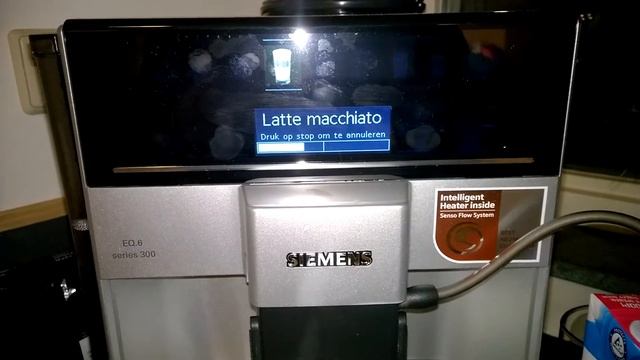 Latte macchiato
Druk op stop om te annuleren
Intelligent
Heater Inside
Senso Flow System
EQ.6
series 300
SIEMENS